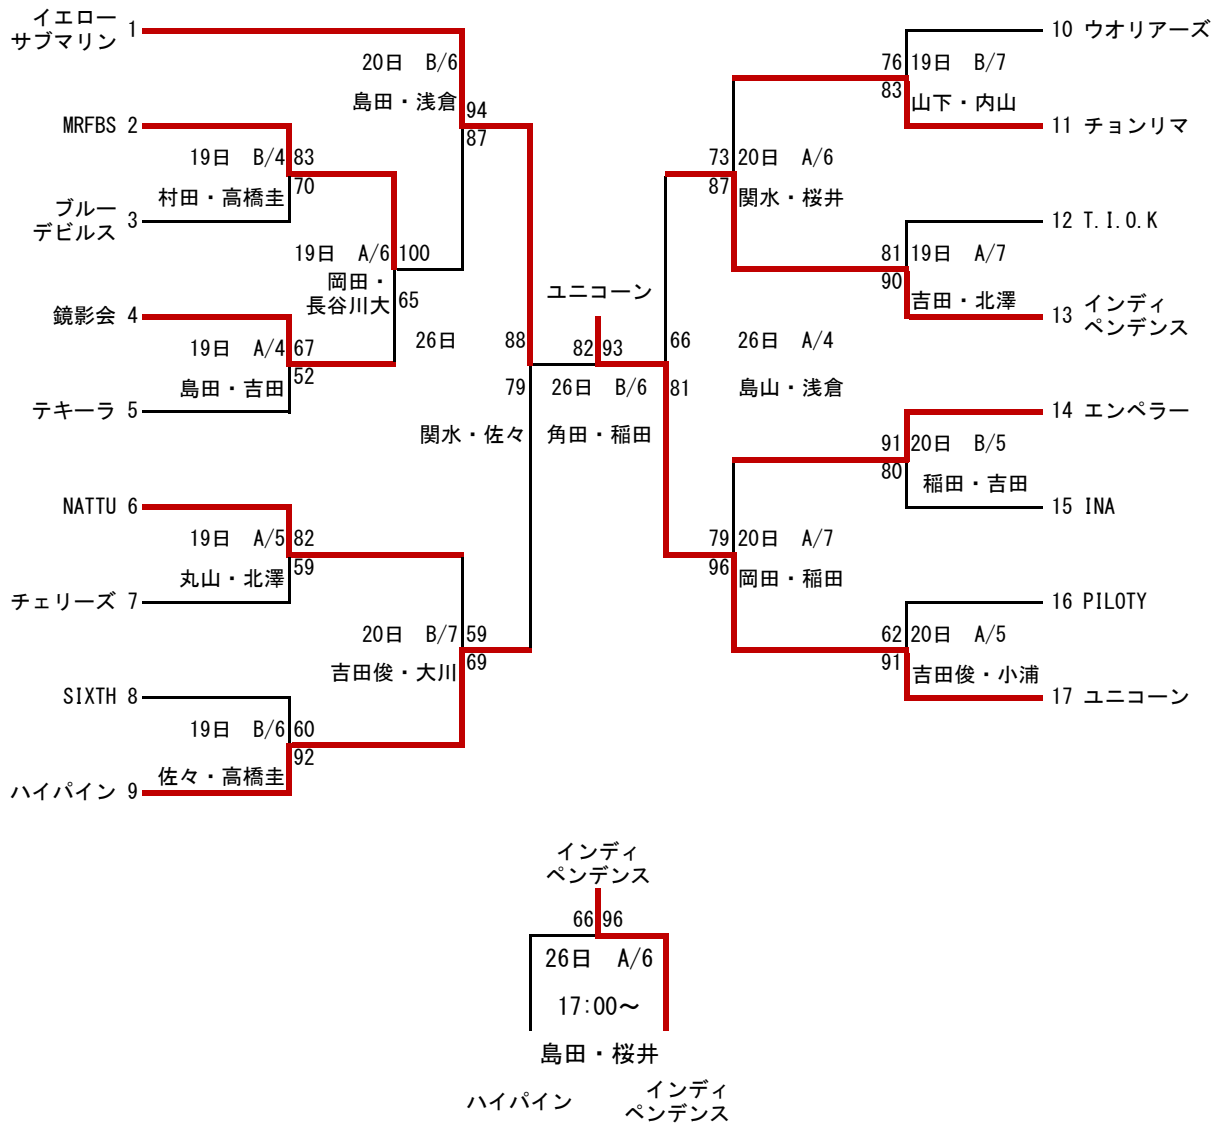 イエロー
サブマリン 1
20日 B/6
島田・浅倉
94
87
MRFBS 2
19日 B/4 83
村田・高橋圭 70
ブルー
デビルス 3
19日 A/6 100
岡田・
長谷川大 65
鏡影会 4
19日 A/4 67
島田・吉田 52
テキーラ 5
26日 88
79
関水・佐々
NATTU 6
19日 A/5 82
丸山・北澤 59
チェリーズ 7
20日 B/7 59
吉田俊・大川 69
SIXTH 8
19日 B/6 60
佐々・高橋圭 92
ハイパイン 9
ユニコーン
82 93
26日 B/6
角田・稲田
10 ウオリアーズ
76 19日 B/7
83 山下・内山
11 チョンリマ
73 20日 A/6
87 関水・桜井
12 T.I.O.K
81 19日 A/7
90 吉田・北澤
13 インディ
ペンデンス
66 26日 A/4
81 島山・浅倉
14 エンペラー
91 20日 B/5
80 稲田・吉田
15 INA
79 20日 A/7
96 岡田・稲田
16 PILOTY
62 20日 A/5
91 吉田俊・小浦
17 ユニコーン
インディ
ペンデンス
66 96
26日 A/6
17:00～
島田・桜井
ハイパイン
インディ
ペンデンス